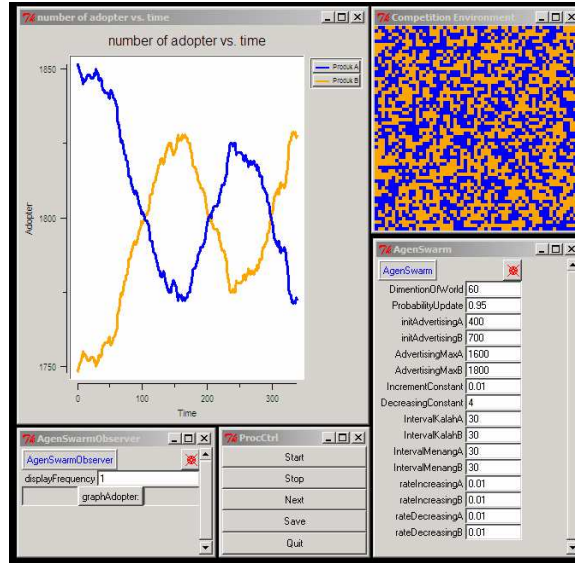 number of adopter vs. time
number of adopter vs. time
Produk A
Produk B
1850
1800
1750
Adopter
0
100
200
300
Time
Competition Environment
AgenSwarm
AgenSwarm
DimentionOfWorld 60
ProbabilityUpdate 0.95
initAdvertisingA 400
initAdvertisingB 700
AdvertisingMaxA 1600
AdvertisingMaxB 1800
IncrementConstant 0.01
DecreasingConstant 4
IntervalKalahA 30
IntervalKalahB 30
IntervalMenangA 30
IntervalMenangA 30
rateIncreasingA 0.01
rateIncreasingB 0.01
rateDecreasingA 0.01
rateDecreasingB 0.01
AgenSwarmObserver
AgenSwarmObserver
displayFrequency 1
graphAdopter:
ProcCtrl
Start
Stop
Next
Save
Quit